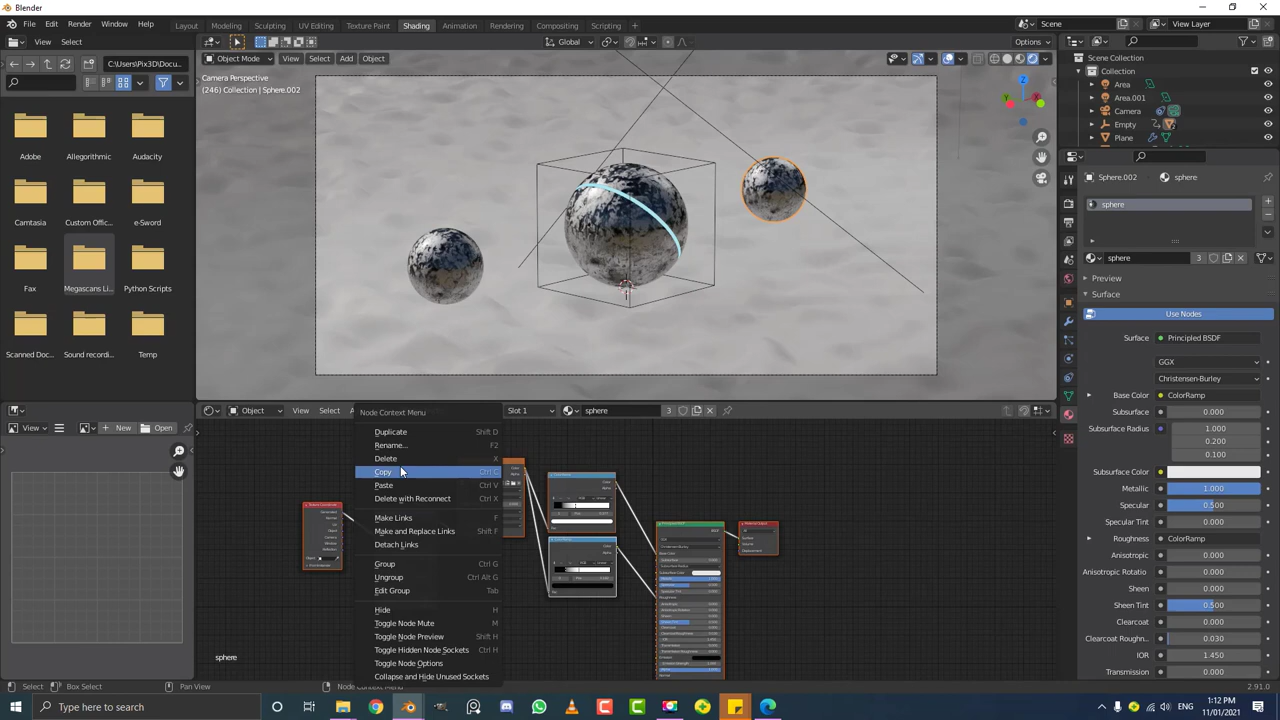 Blender
File Edit Render Window Help Layout Modeling Sculpting UV Editing Texture Paint Shading Animation Rendering Compositing Scripting Scene View Layer
View Select Global Options
C:\Users\Pix3D\Docu...
Object Mode View Select Add Object
Camera Perspective
(246) Collection | Sphere.002
Adobe Allegorithmic Audacity
Camtasia Custom Offic... e-Sword
Fax Megascans Li... Python Scripts
Scanned Doc... Sound recordi... Temp
Scene Collection
Collection
Area
Area.001
Camera
Empty
Plane
Sphere.002 sphere
sphere
sphere 3
Preview
Surface
Use Nodes
Surface Principled BSDF
GGX
Christensen-Burley
Base Color ColorRamp
Subsurface 0.000
Subsurface Radius 1.000
0.200
0.100
Subsurface Color
Metallic 1.000
Specular 0.500
Specular Tint 0.000
Roughness ColorRamp
Anisotropic 0.000
Anisotropic Rotation 0.000
Sheen 0.000
Sheen Tint 0.500
Clearcoat 0.000
Clearcoat Roughn... 0.030
IOR 1.450
Transmission 0.000
View New Open
Object View Select Slot 1 sphere 3
Node Context Menu
Duplicate Shift D
Rename... F2
Delete X
Copy Ctrl C
Paste Ctrl V
Delete with Reconnect Ctrl X
Make Links F
Make and Replace Links Shift F
Detach Links
Group Ctrl G
Ungroup Ctrl Alt G
Edit Group Tab
Hide H
Toggle Node Mute M
Toggle Node Preview Shift H
Toggle Hidden Node Sockets Ctrl H
Toggle Node Options
Collapse and Hide Unused Sockets
sphere
Select Box Select Pan View Node Context Menu 2.91.0
Type here to search
1:12 PM
11/01/2021